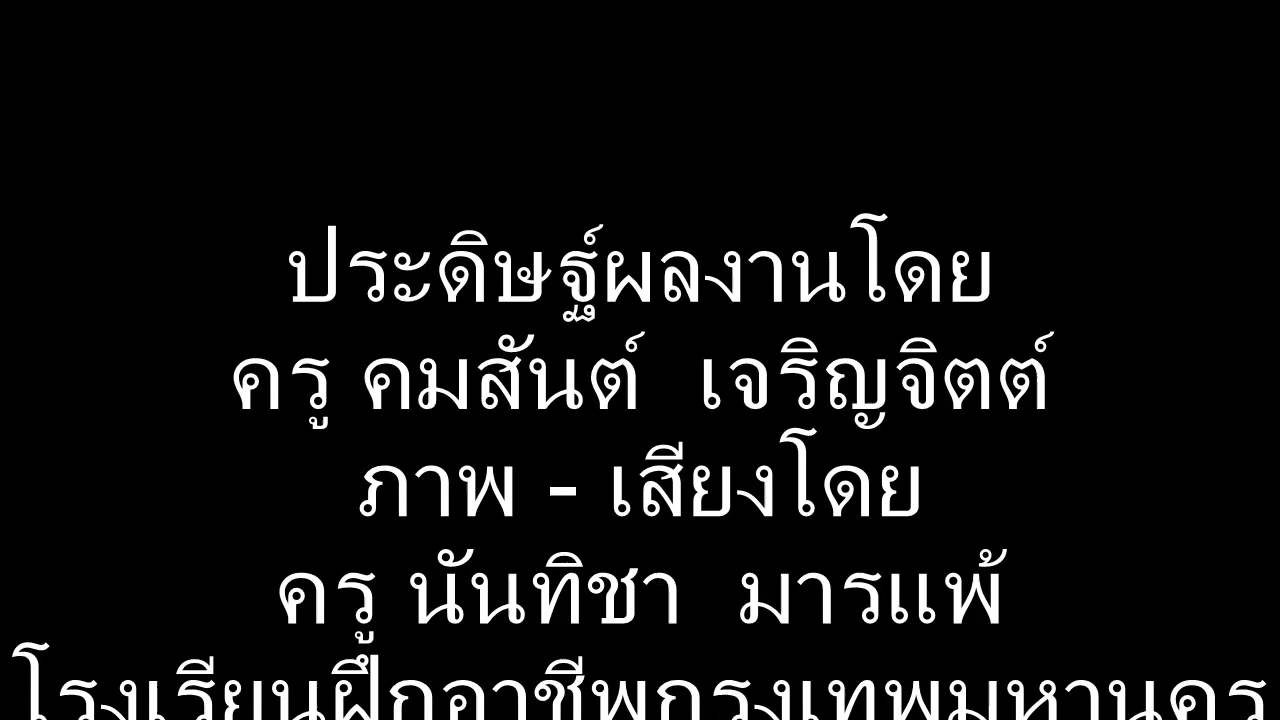 ประดิษฐ์ผลงานโดย
ครู คมสันต์ เจริญจิตต์
ภาพ - เสียงโดย
ครู นันทิชา มารแพ้
โรงเรียนฝึกอาชีพกรุงเทพมหานคร